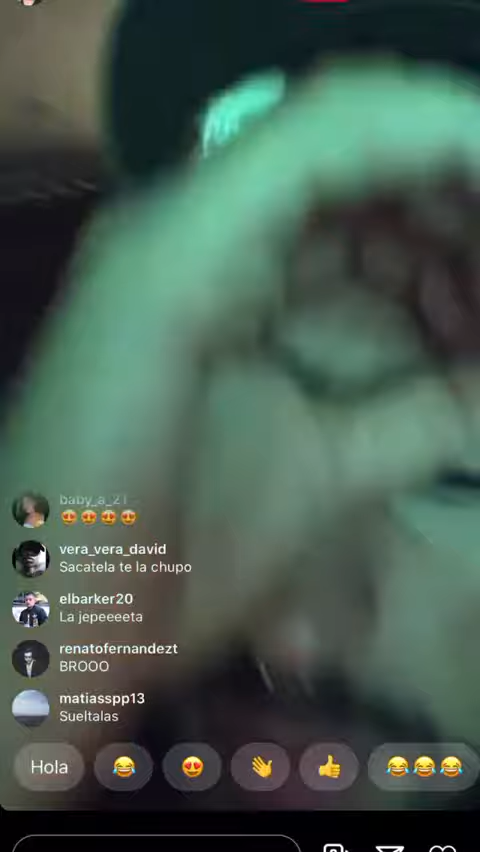 baby_a_21
😍😍😍😍
vera_vera_david
Sacatela te la chupo
elbarker20
La jepeeeeta
renatofernandezt
BROOO
matiasspp13
Sueltalas
Hola 😂 😍 👋 👍 😂😂😂